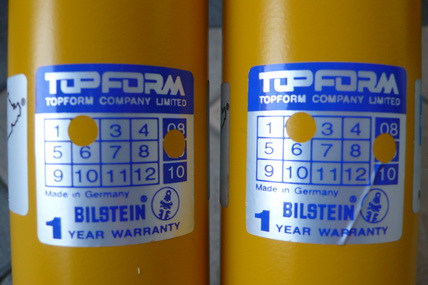 TOPFORM
TOPFORM COMPANY LIMITED
1 3 4 08
5 6 7 8
9 10 11 12 10
Made in Germany
BILSTEIN®
1 YEAR WARRANTY
TOPFORM
TOPFORM COMPANY LIMITED
1 3 4 08
5 6 7 8
9 10 11 12 10
Made in Germany
BILSTEIN®
1 YEAR WARRANTY